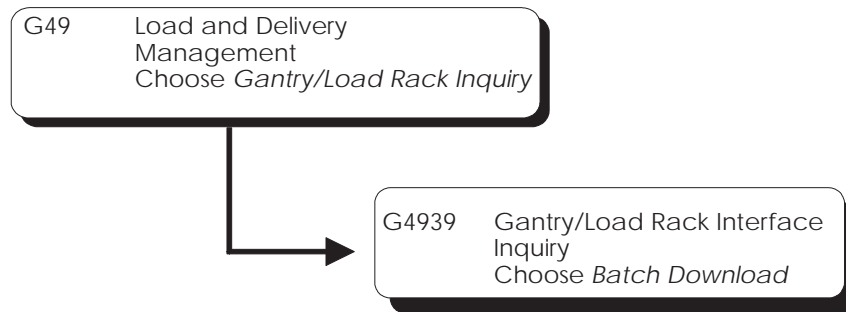 G49 Load and Delivery
Management
Choose Gantry/Load Rack Inquiry
G4939 Gantry/Load Rack Interface
Inquiry
Choose Batch Download